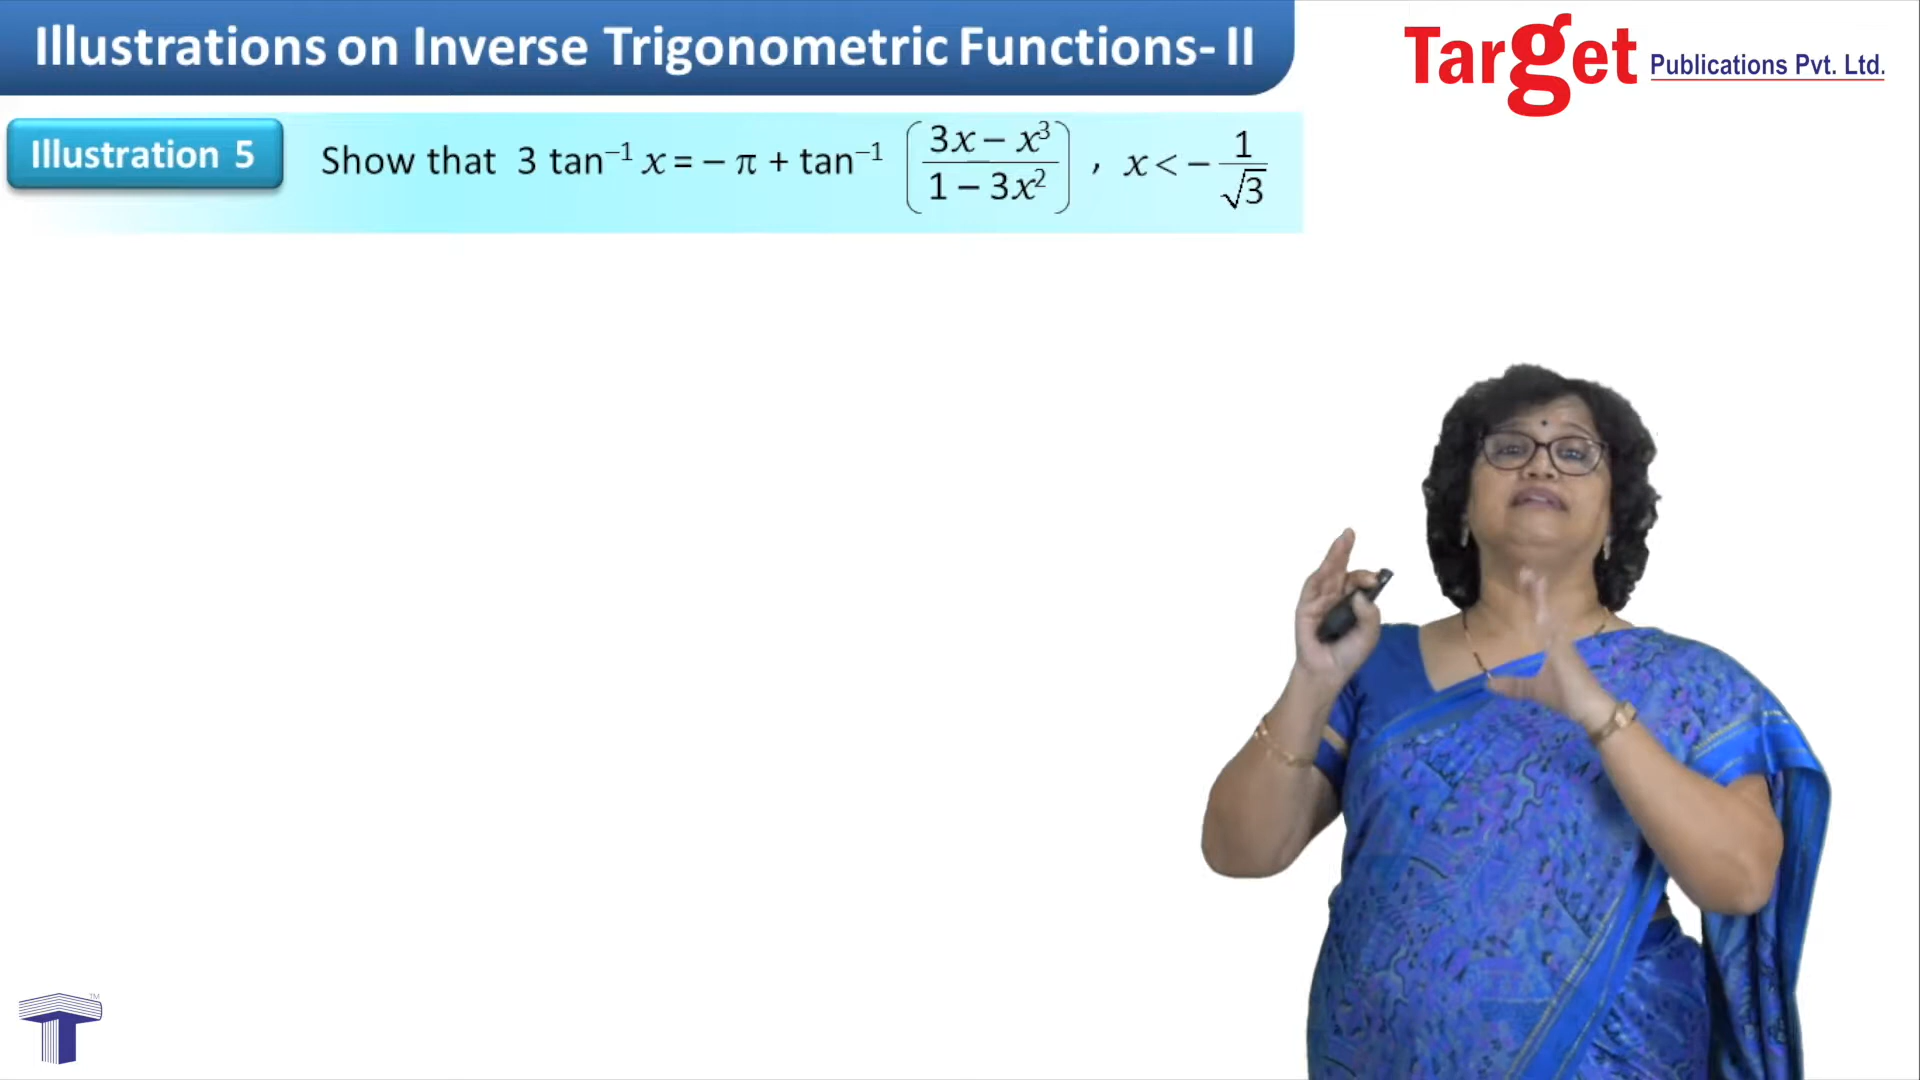 Illustrations on Inverse Trigonometric Functions- II
Target Publications Pvt. Ltd.
Illustration 5 Show that 3 tan⁻¹ x = – π + tan⁻¹ ((3x – x³)/(1 – 3x²)) , x < – 1/√3
T
TM